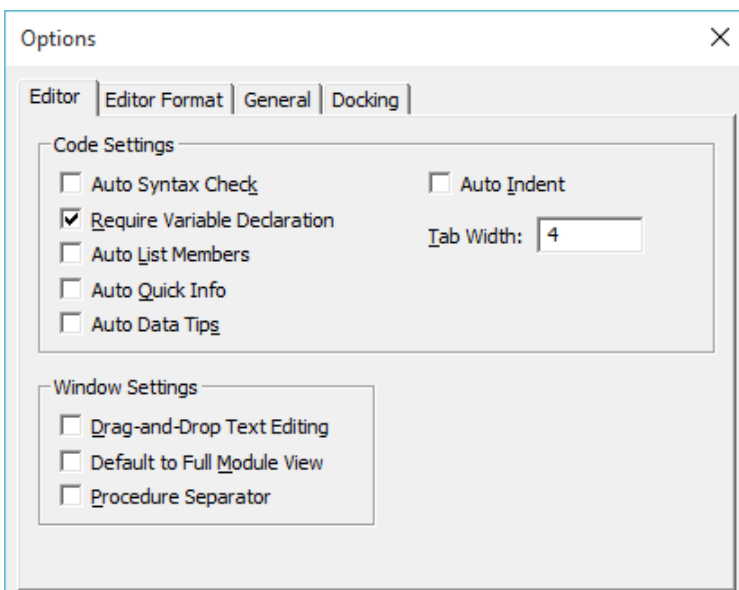 Options
Editor Editor Format General Docking
Code Settings
Auto Syntax Check Auto Indent
Require Variable Declaration Tab Width: 4
Auto List Members
Auto Quick Info
Auto Data Tips
Window Settings
Drag-and-Drop Text Editing
Default to Full Module View
Procedure Separator